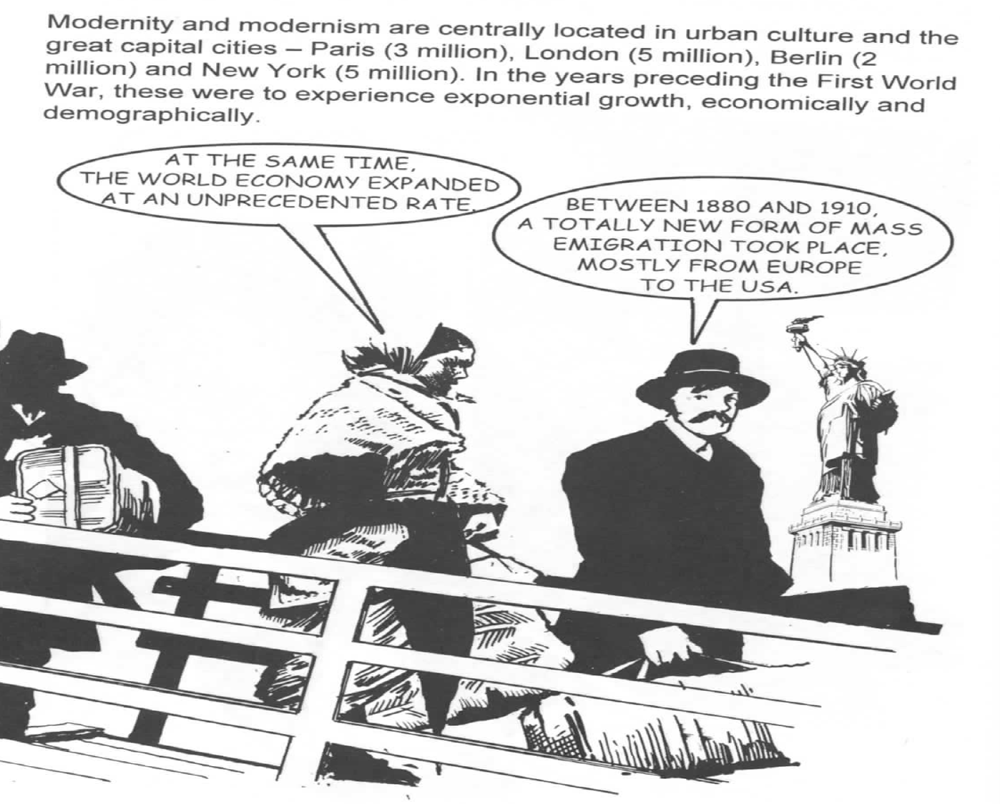 Modernity and modernism are centrally located in urban culture and the
great capital cities – Paris (3 million), London (5 million), Berlin (2
million) and New York (5 million). In the years preceding the First World
War, these were to experience exponential growth, economically and
demographically.
AT THE SAME TIME,
THE WORLD ECONOMY EXPANDED
AT AN UNPRECEDENTED RATE.
BETWEEN 1880 AND 1910,
A TOTALLY NEW FORM OF MASS
EMIGRATION TOOK PLACE,
MOSTLY FROM EUROPE
TO THE USA.